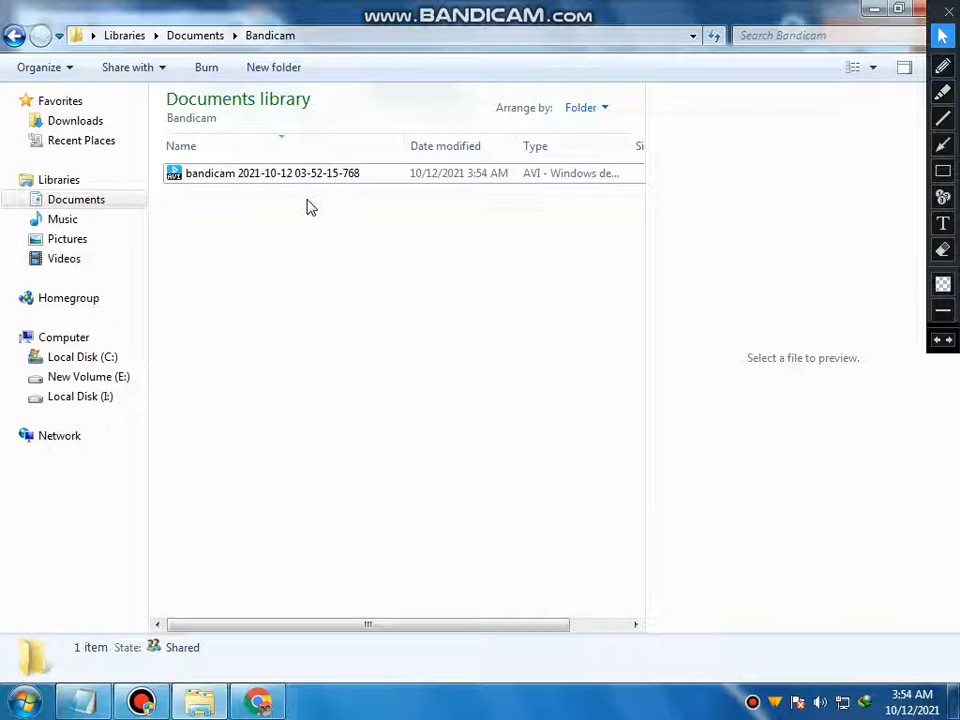 www.BANDICAM.com
Libraries Documents Bandicam
Search Bandicam
Organize Share with Burn New folder
Favorites
Downloads
Recent Places
Libraries
Documents
Music
Pictures
Videos
Homegroup
Computer
Local Disk (C:)
New Volume (E:)
Local Disk (I:)
Network
Documents library
Bandicam
Arrange by: Folder
Name Date modified Type Si
bandicam 2021-10-12 03-52-15-768 10/12/2021 3:54 AM AVI - Windows de...
AVI
Select a file to preview.
T
1 item State: Shared
3:54 AM
10/12/2021